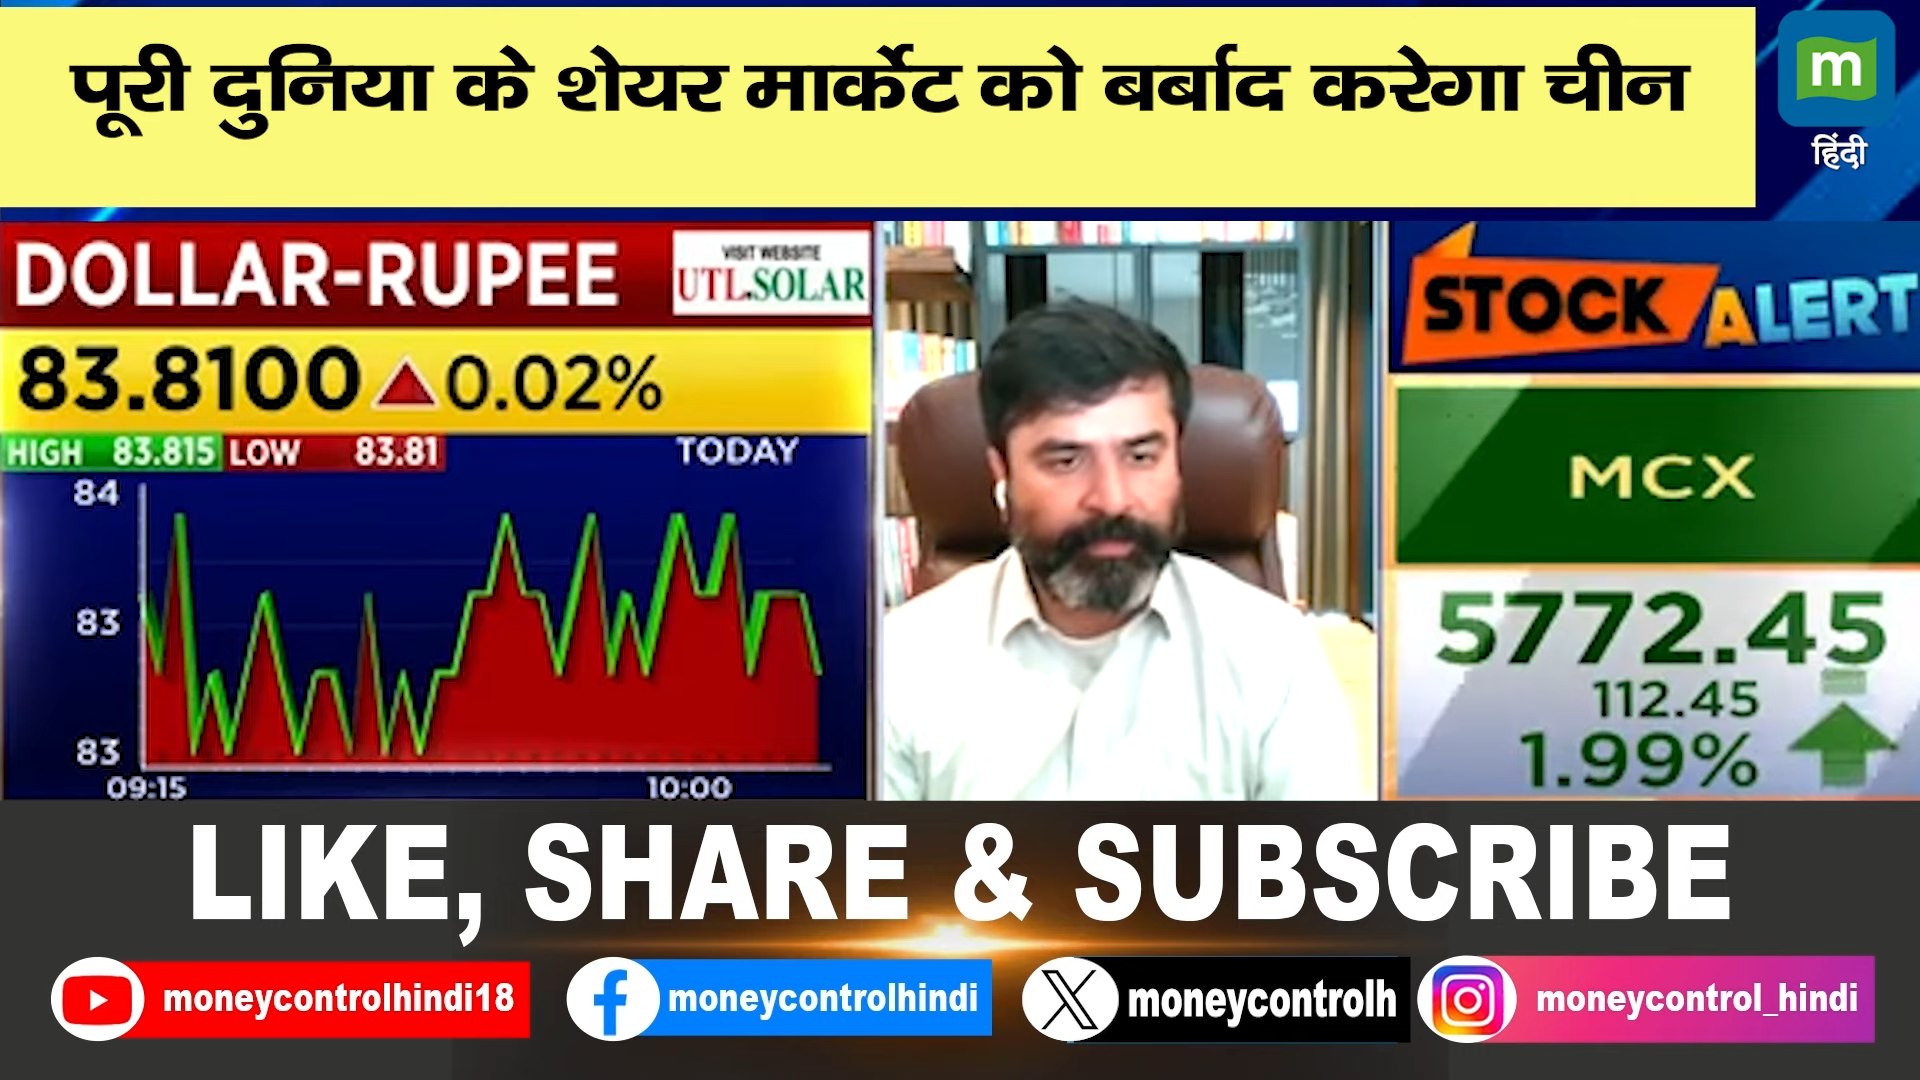 पूरी दुनिया के शेयर मार्केट को बर्बाद करेगा चीन
m
हिंदी
DOLLAR-RUPEE
VISIT WEBSITE
UTL SOLAR
83.8100 ▲ 0.02%
HIGH 83.815 LOW 83.81 TODAY
84
83
83
09:15 10:00
STOCK ALERT
MCX
5772.45
112.45
1.99%
LIKE, SHARE & SUBSCRIBE
moneycontrolhindi18
moneycontrolhindi
moneycontrolh
moneycontrol_hindi